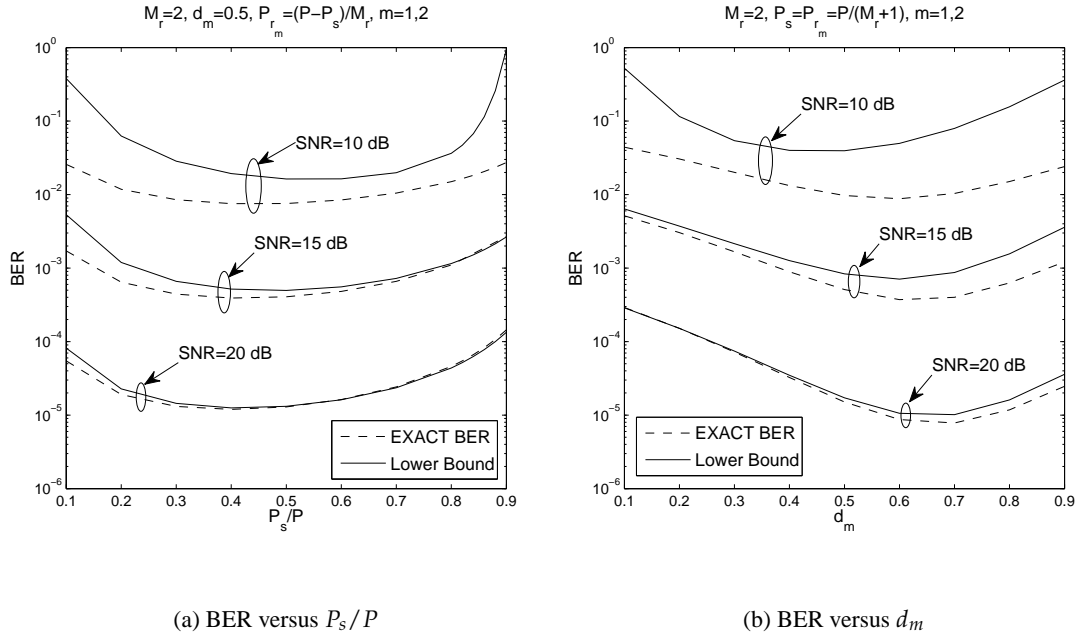 M_r=2, d_m=0.5, P_{r_m}=(P−P_s)/M_r, m=1,2
10^0
10^{−1}
10^{−2}
10^{−3}
10^{−4}
10^{−5}
10^{−6}
BER
SNR=10 dB
SNR=15 dB
SNR=20 dB
EXACT BER
Lower Bound
0.1 0.2 0.3 0.4 0.5 0.6 0.7 0.8 0.9
P_s/P
(a) BER versus P_s/P
M_r=2, P_s=P_{r_m}=P/(M_r+1), m=1,2
10^0
10^{−1}
10^{−2}
10^{−3}
10^{−4}
10^{−5}
10^{−6}
BER
SNR=10 dB
SNR=15 dB
SNR=20 dB
EXACT BER
Lower Bound
0.1 0.2 0.3 0.4 0.5 0.6 0.7 0.8 0.9
d_m
(b) BER versus d_m